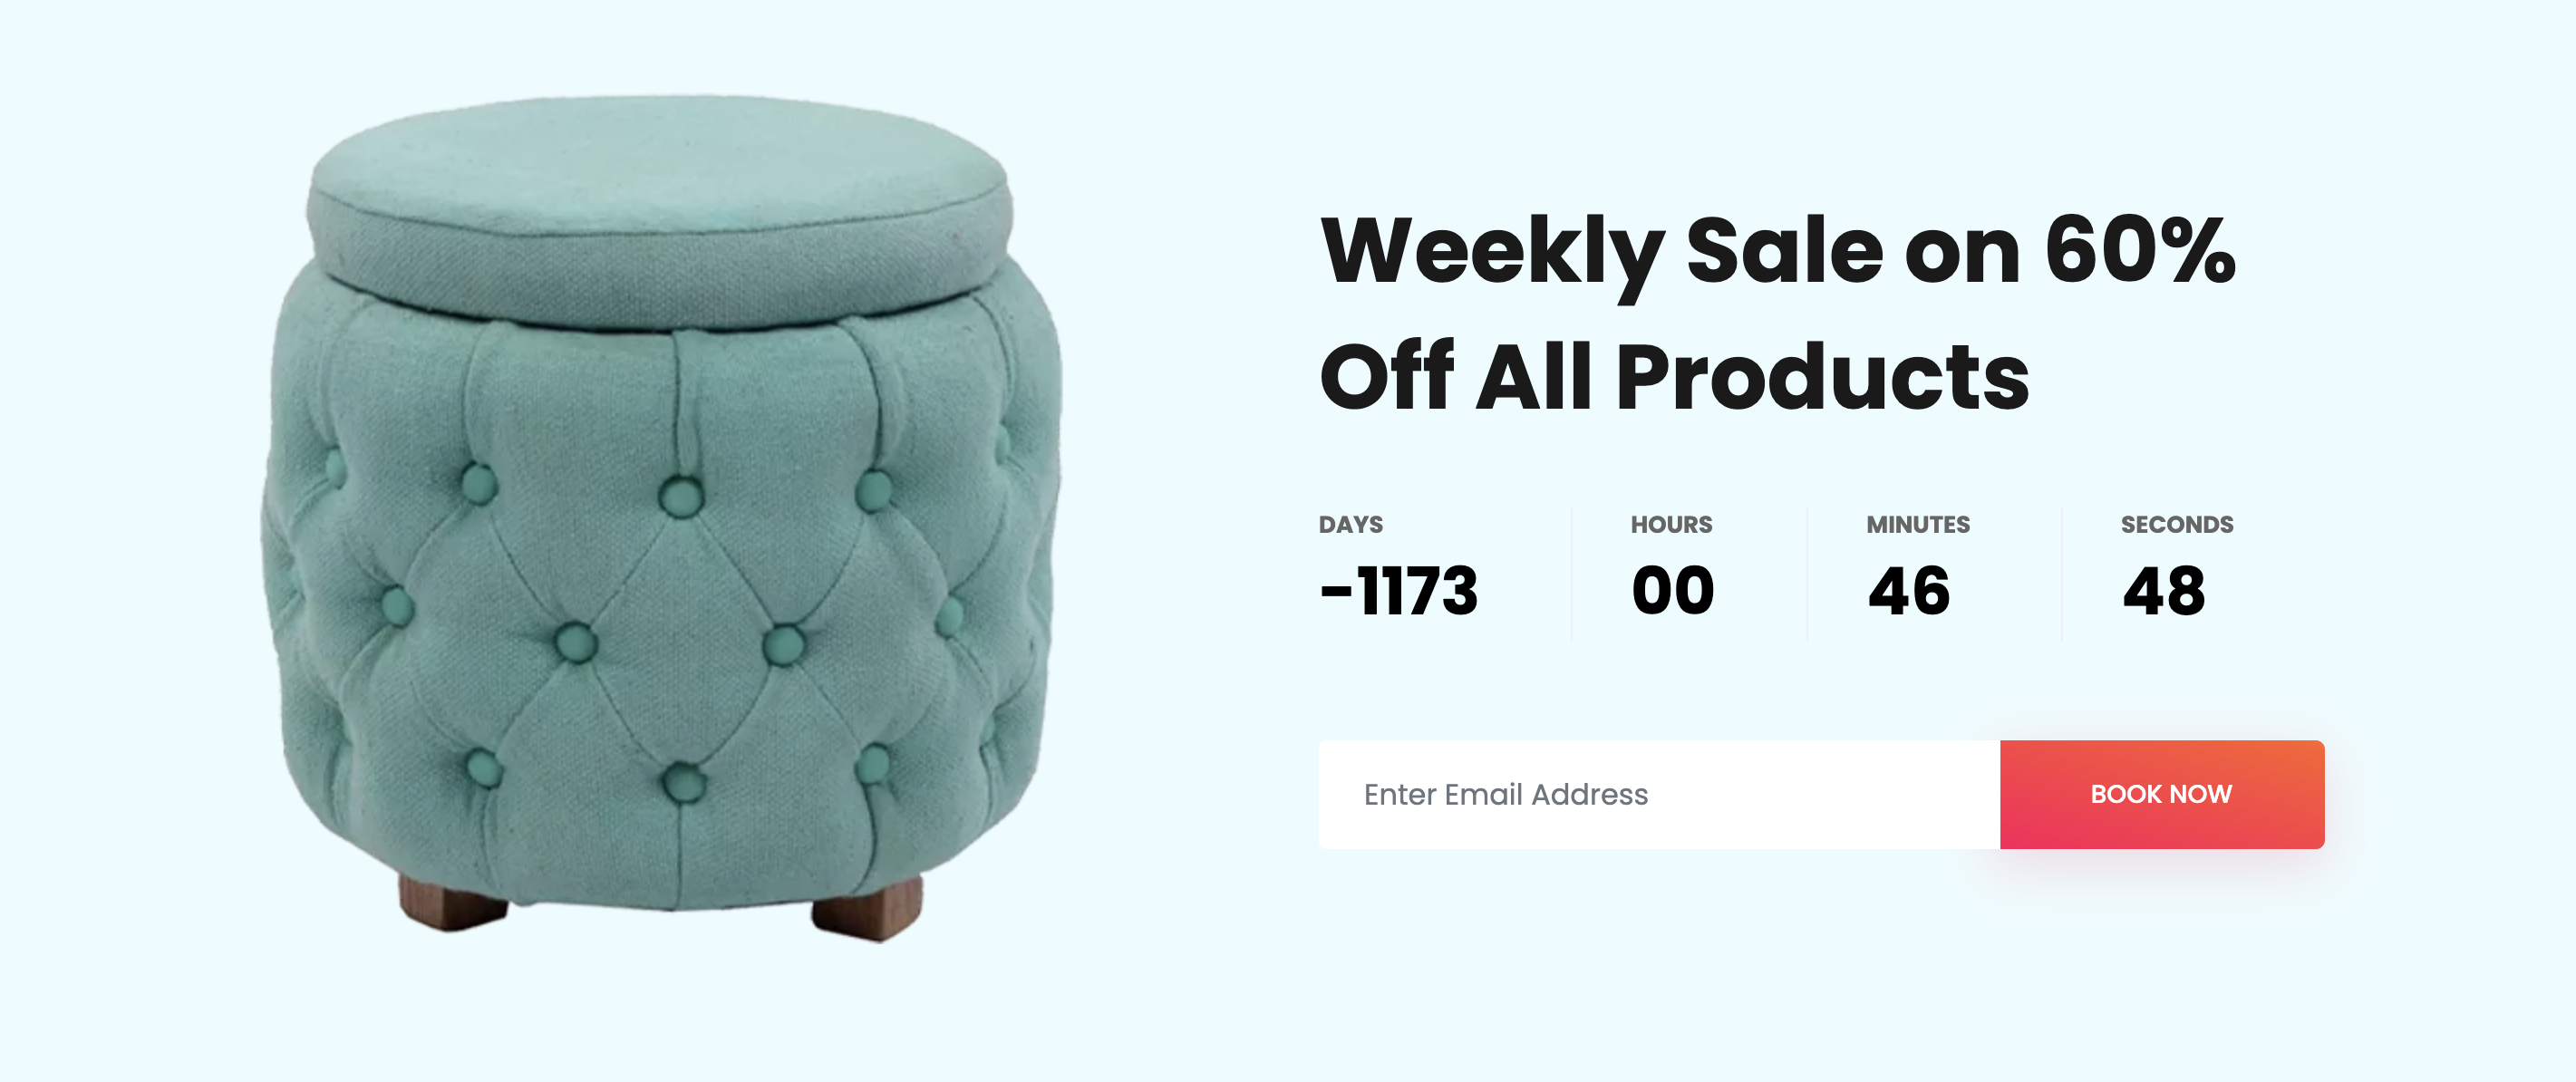 Weekly Sale on 60%
Off All Products
DAYS HOURS MINUTES SECONDS
-1173 00 46 48
Enter Email Address BOOK NOW